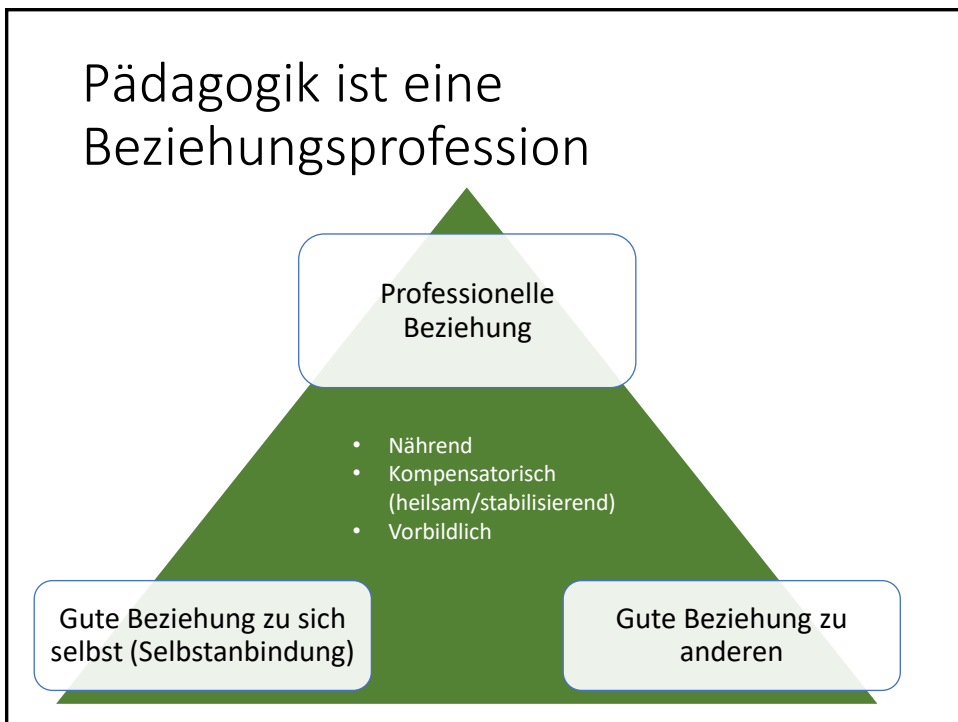 Pädagogik ist eine
Beziehungsprofession
Professionelle
Beziehung
• Nährend
• Kompensatorisch
(heilsam/stabilisierend)
• Vorbildlich
Gute Beziehung zu sich
selbst (Selbstanbindung)
Gute Beziehung zu
anderen